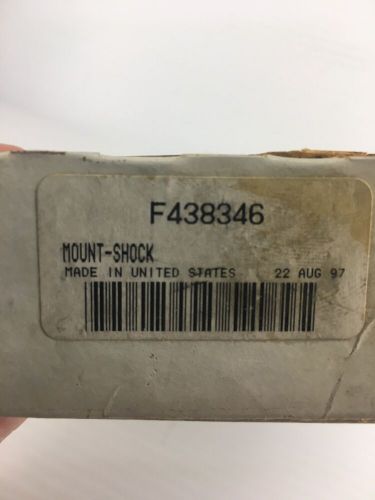 F438346
MOUNT-SHOCK
MADE IN UNITED STATES 22 AUG 97